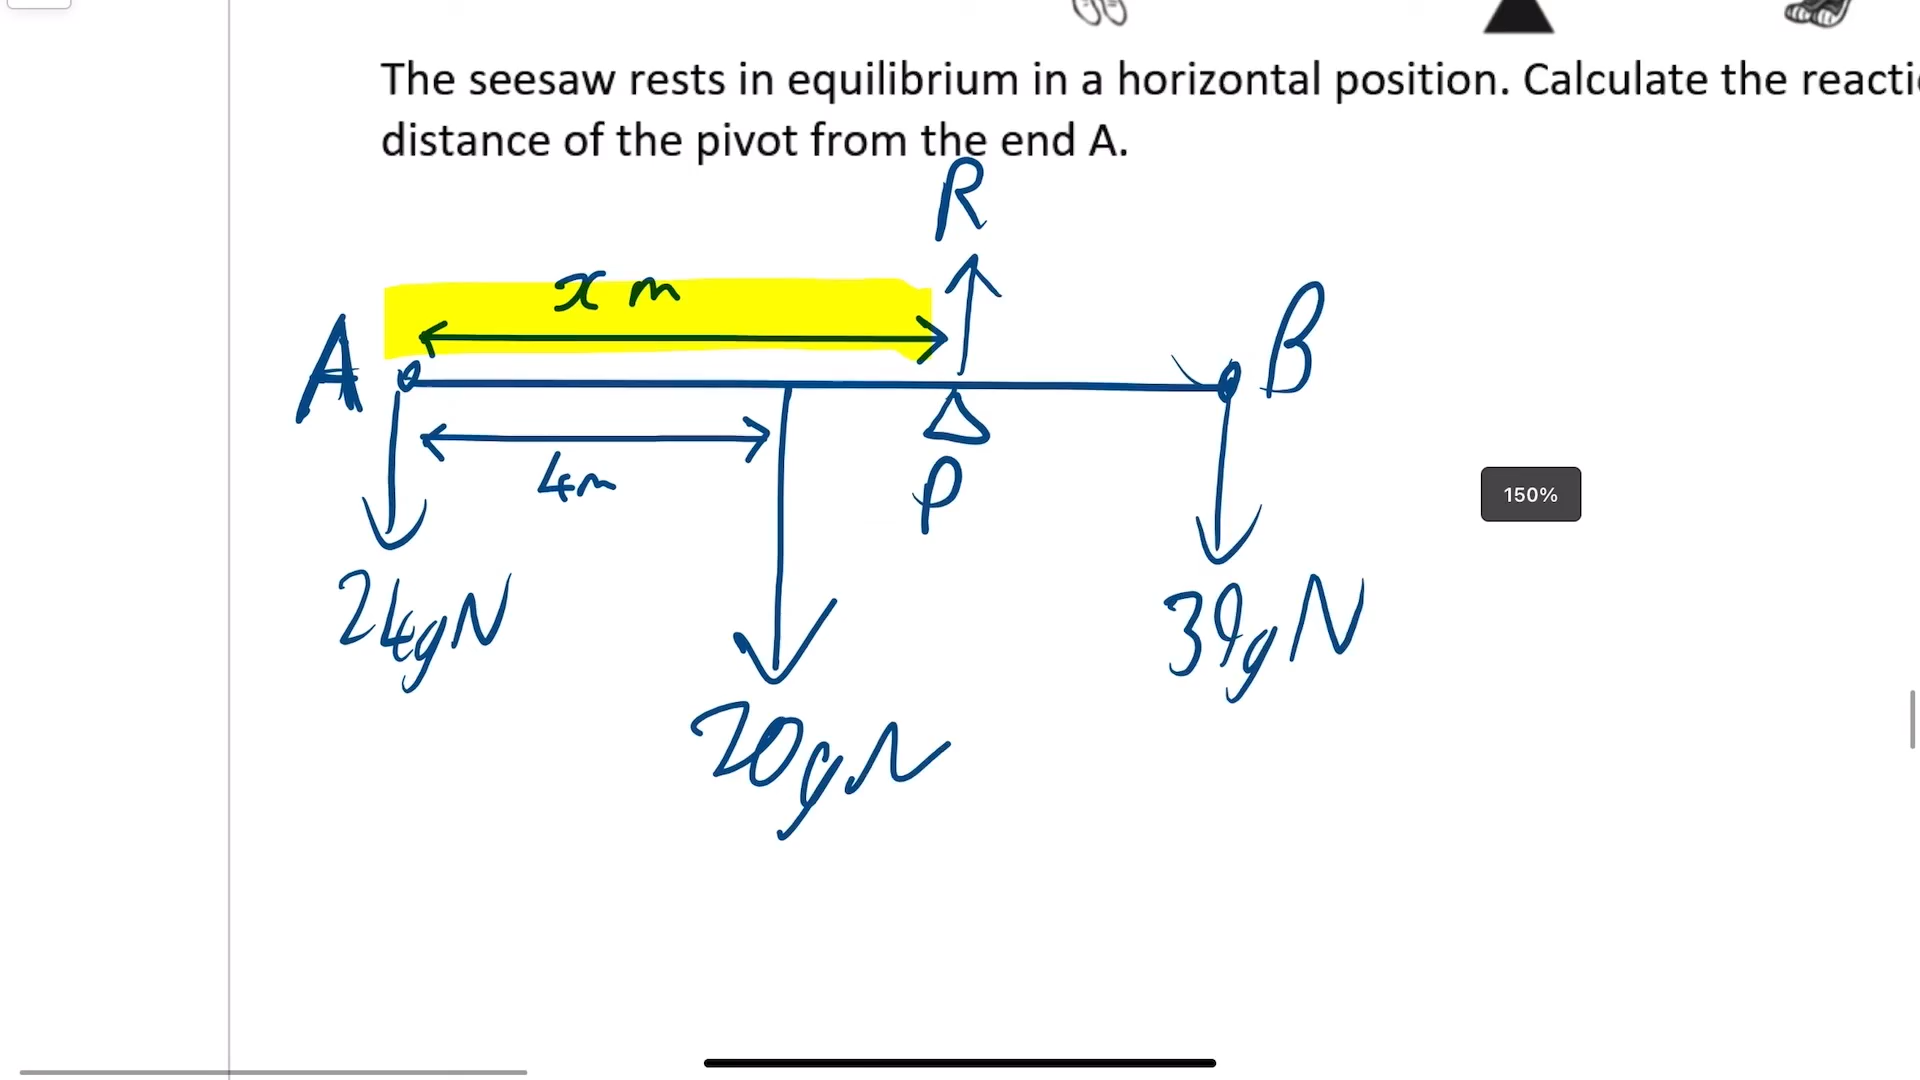 The seesaw rests in equilibrium in a horizontal position. Calculate the reacti
distance of the pivot from the end A.
R
x m
A
B
4m
P
150%
24gN
39gN
20gN